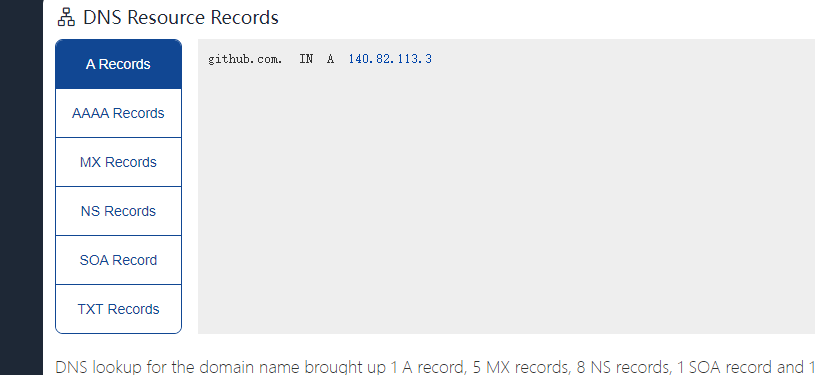 DNS Resource Records
A Records
AAAA Records
MX Records
NS Records
SOA Record
TXT Records
github.com. IN A 140.82.113.3
DNS lookup for the domain name brought up 1 A record, 5 MX records, 8 NS records, 1 SOA record and 1